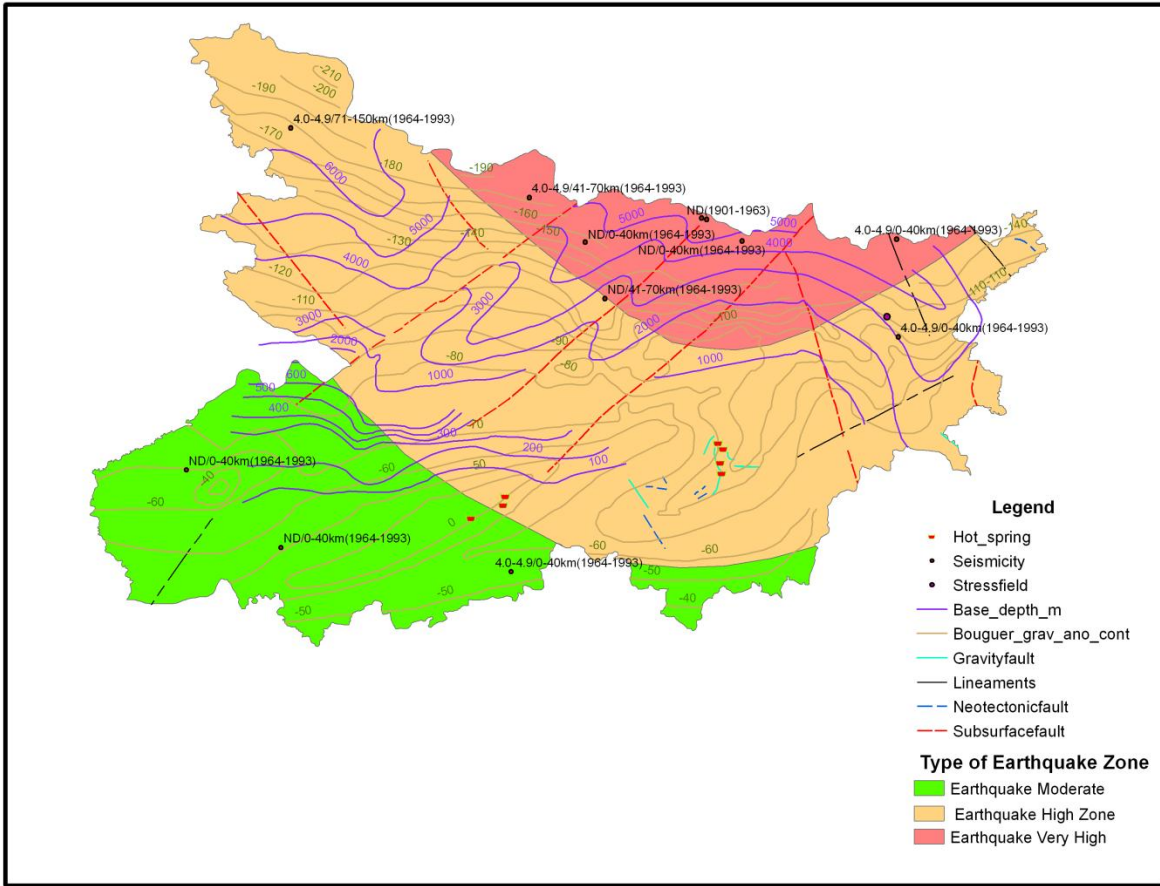 -210
-190
-200
4.0-4.9/71-150km(1964-1993)
-170
-180
-190
6000
4.0-4.9/41-70km(1964-1993)
-160
ND(1901-1963)
5000
5000
5000
-140
-150
-140
ND/0-40km(1964-1993)
4.0-4.9/0-40km(1964-1993)
-130
4000
ND/0-40km(1964-1993)
4000
-120
ND/41-70km(1964-1993)
-110
-110
-110
3000
3000
-100
2000
2000
4.0-4.9/0-40km(1964-1993)
-90
-80
-80
1000
1000
600
500
400
300
-70
200
100
ND/0-40km(1964-1993)
-60
-50
-40
-60
0
ND/0-40km(1964-1993)
-60
-60
4.0-4.9/0-40km(1964-1993)
-50
-50
-50
-40
Legend
Hot_spring
Seismicity
Stressfield
Base_depth_m
Bouguer_grav_ano_cont
Gravityfault
Lineaments
Neotectonicfault
Subsurfacefault
Type of Earthquake Zone
Earthquake Moderate
Earthquake High Zone
Earthquake Very High